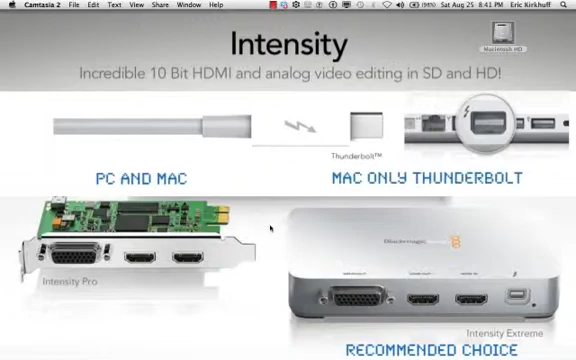 Camtasia 2 File Edit Text View Share Window Help (98%) Sat Aug 25 8:41 PM Eric Kirkhuff
Intensity
Macintosh HD
Incredible 10 Bit HDMI and analog video editing in SD and HD!
Thunderbolt™
PC AND MAC
MAC ONLY THUNDERBOLT
Blackmagicdesign
Intensity Pro
Intensity Extreme
RECOMMENDED CHOICE